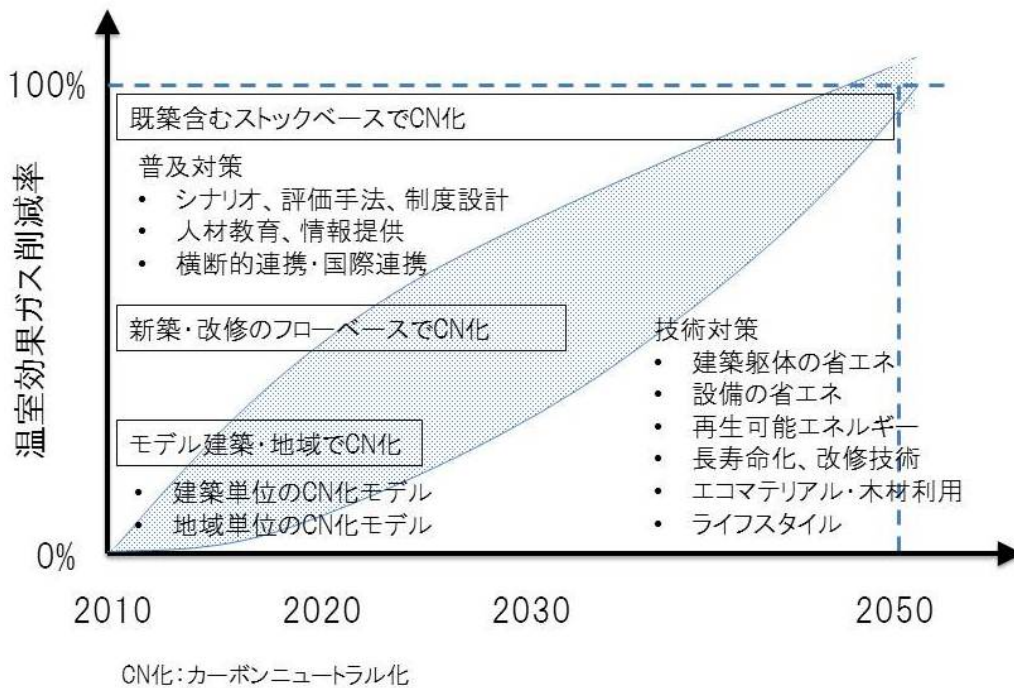 100%
既築含むストックベースでCN化
普及対策
• シナリオ、評価手法、制度設計
• 人材教育、情報提供
• 横断的連携・国際連携
温室効果ガス削減率
新築・改修のフローベースでCN化
技術対策
• 建築躯体の省エネ
• 設備の省エネ
• 再生可能エネルギー
• 長寿命化、改修技術
• エコマテリアル・木材利用
• ライフスタイル
モデル建築・地域でCN化
• 建築単位のCN化モデル
• 地域単位のCN化モデル
0%
2010 2020 2030 2050
CN化：カーボンニュートラル化